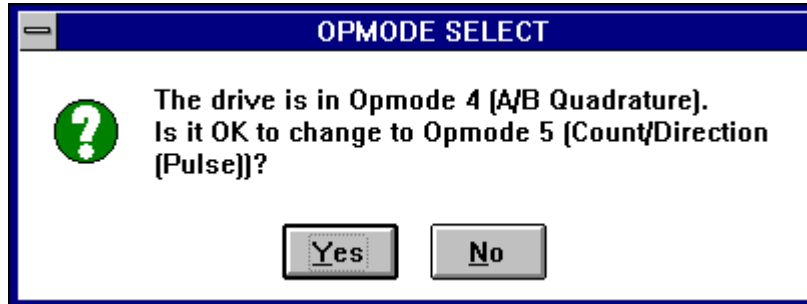 OPMODE SELECT
The drive is in Opmode 4 (A/B Quadrature).
Is it OK to change to Opmode 5 (Count/Direction
(Pulse))?
Yes No